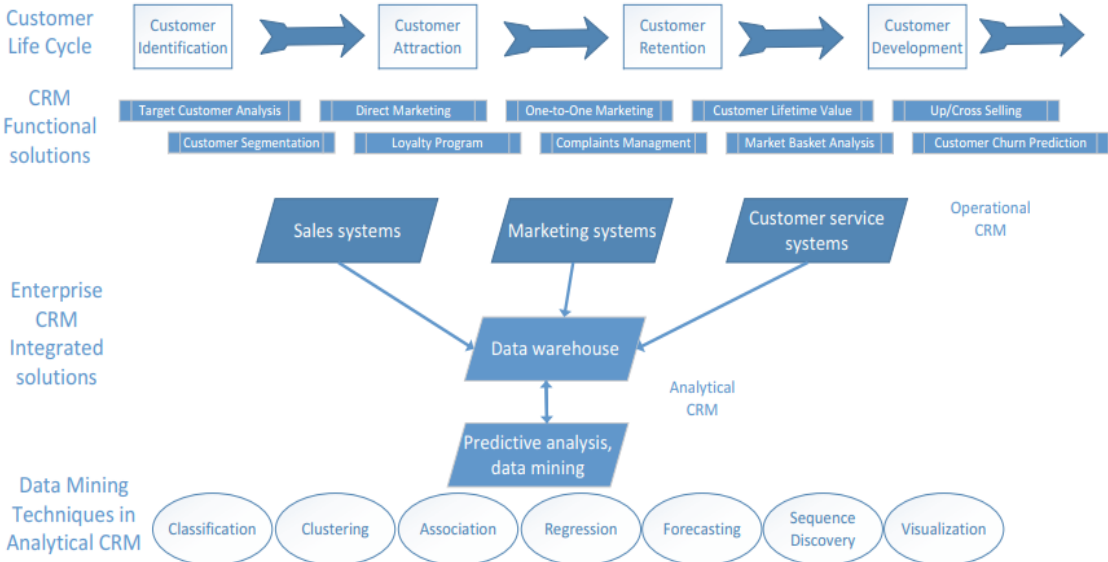 Customer
Life Cycle
Customer
Identification
Customer
Attraction
Customer
Retention
Customer
Development
CRM
Functional
solutions
Target Customer Analysis
Direct Marketing
One-to-One Marketing
Customer Lifetime Value
Up/Cross Selling
Customer Segmentation
Loyalty Program
Complaints Managment
Market Basket Analysis
Customer Churn Prediction
Enterprise
CRM
Integrated
solutions
Sales systems
Marketing systems
Customer service
systems
Operational
CRM
Data warehouse
Analytical
CRM
Predictive analysis,
data mining
Data Mining
Techniques in
Analytical CRM
Classification
Clustering
Association
Regression
Forecasting
Sequence
Discovery
Visualization